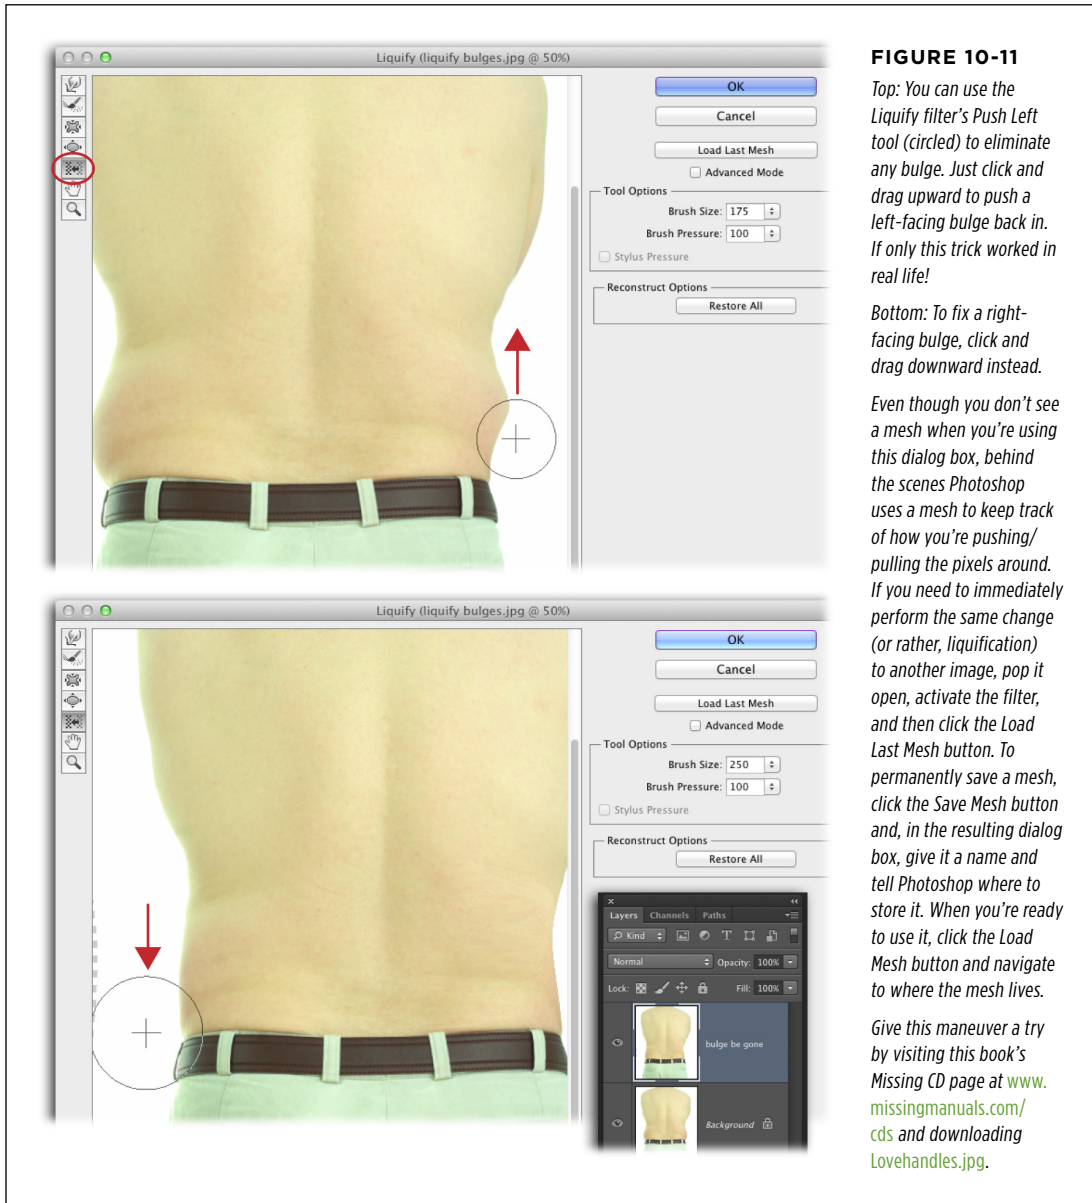 Liquify (liquify bulges.jpg @ 50%)
OK
Cancel
Load Last Mesh
Advanced Mode
Tool Options
Brush Size: 175
Brush Pressure: 100
Stylus Pressure
Reconstruct Options
Restore All
Liquify (liquify bulges.jpg @ 50%)
OK
Cancel
Load Last Mesh
Advanced Mode
Tool Options
Brush Size: 250
Brush Pressure: 100
Stylus Pressure
Reconstruct Options
Restore All
Layers Channels Paths
Kind
Normal Opacity: 100%
Lock: Fill: 100%
bulge be gone
Background
FIGURE 10-11
Top: You can use the
Liquify filter's Push Left
tool (circled) to eliminate
any bulge. Just click and
drag upward to push a
left-facing bulge back in.
If only this trick worked in
real life!
Bottom: To fix a right-
facing bulge, click and
drag downward instead.
Even though you don't see
a mesh when you're using
this dialog box, behind
the scenes Photoshop
uses a mesh to keep track
of how you're pushing/
pulling the pixels around.
If you need to immediately
perform the same change
(or rather, liquification)
to another image, pop it
open, activate the filter,
and then click the Load
Last Mesh button. To
permanently save a mesh,
click the Save Mesh button
and, in the resulting dialog
box, give it a name and
tell Photoshop where to
store it. When you're ready
to use it, click the Load
Mesh button and navigate
to where the mesh lives.
Give this maneuver a try
by visiting this book's
Missing CD page at www.
missingmanuals.com/
cds and downloading
Lovehandles.jpg.